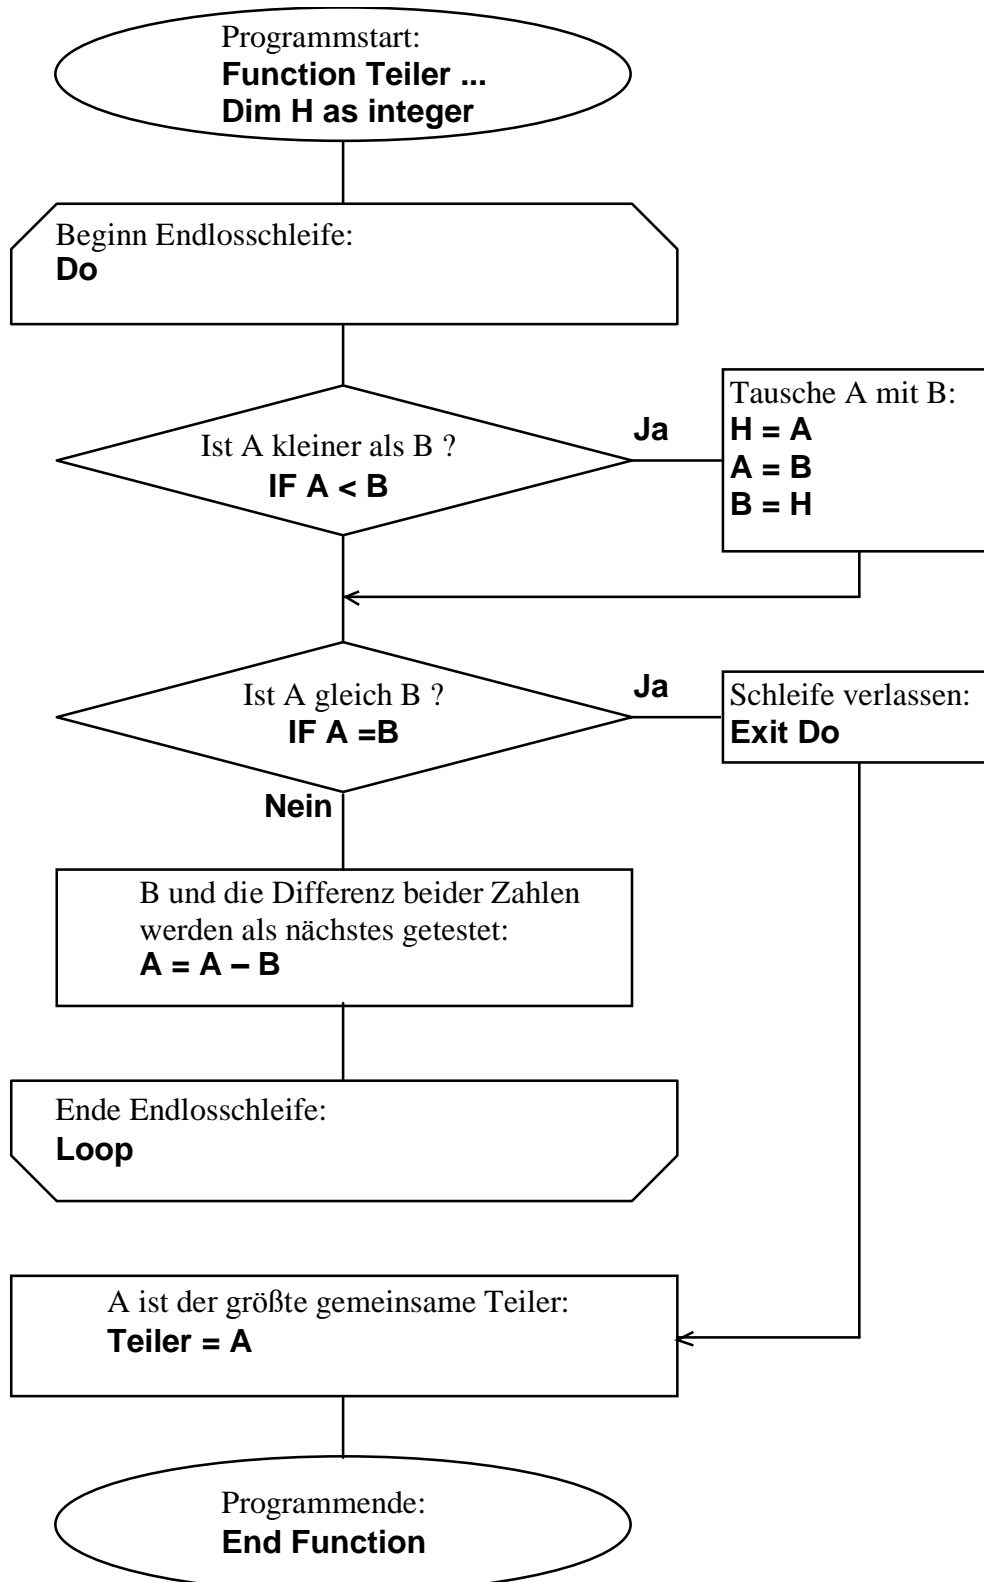 Programmstart:
Function Teiler ...
Dim H as integer
Beginn Endlosschleife:
Do
Ist A kleiner als B ?
IF A < B
Ja
Tausche A mit B:
H = A
A = B
B = H
Ist A gleich B ?
IF A =B
Ja
Schleife verlassen:
Exit Do
Nein
B und die Differenz beider Zahlen
werden als nächstes getestet:
A = A – B
Ende Endlosschleife:
Loop
A ist der größte gemeinsame Teiler:
Teiler = A
Programmende:
End Function